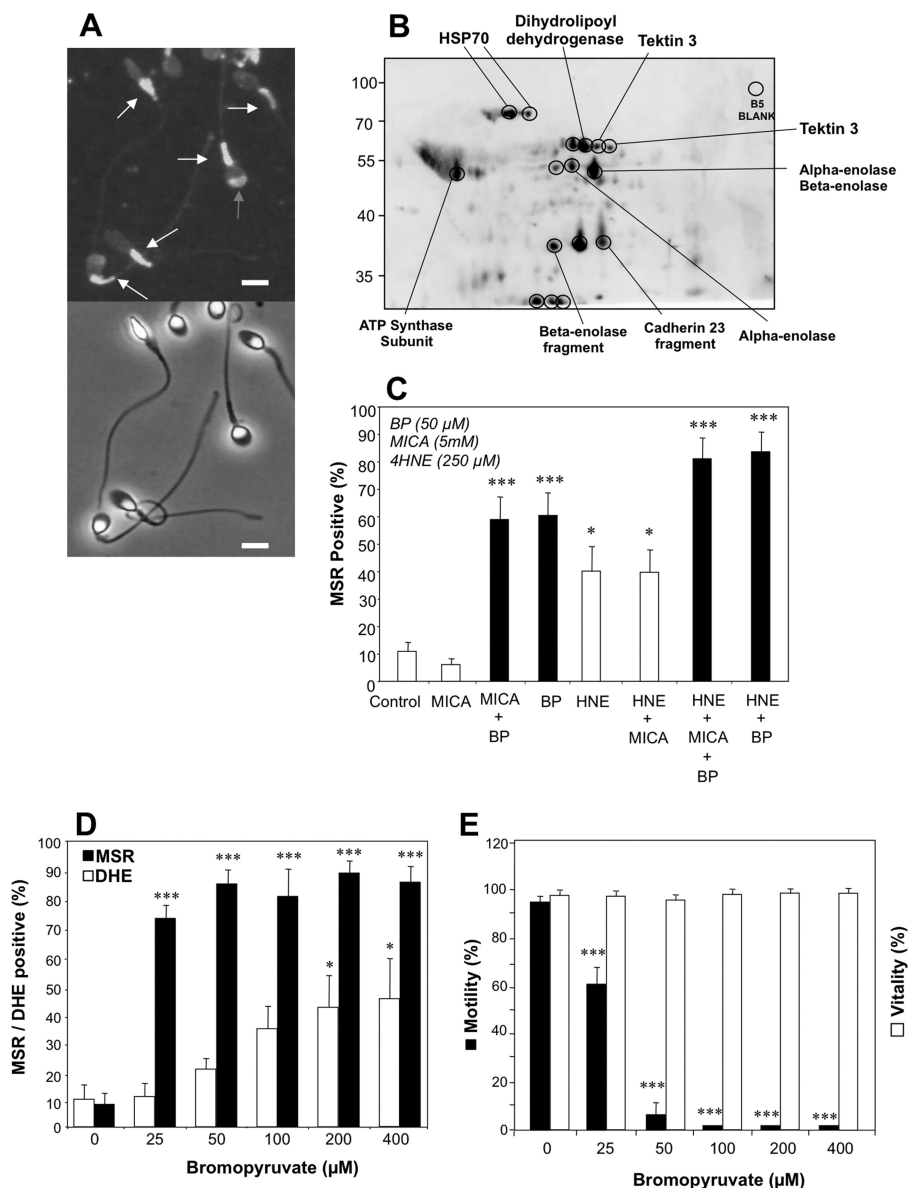 A
B
HSP70
Dihydrolipoyl
dehydrogenase
Tektin 3
100
70
55
40
35
B5
BLANK
Tektin 3
Alpha-enolase
Beta-enolase
ATP Synthase
Subunit
Beta-enolase
fragment
Cadherin 23
fragment
Alpha-enolase
C
BP (50 µM)
MICA (5mM)
4HNE (250 µM)
MSR Positive (%)
100
90
80
70
60
50
40
30
20
10
0
***
***
*
*
***
***
Control
MICA
MICA
+
BP
BP
HNE
HNE
+
MICA
HNE
+
MICA
+
BP
HNE
+
BP
D
MSR
DHE
MSR / DHE positive (%)
100
90
80
70
60
50
40
30
20
10
0
***
***
***
***
***
*
*
0 25 50 100 200 400
Bromopyruvate (µM)
E
Motility (%)
120
100
80
60
40
20
0
***
***
***
***
***
Vitality (%)
0 25 50 100 200 400
Bromopyruvate (µM)